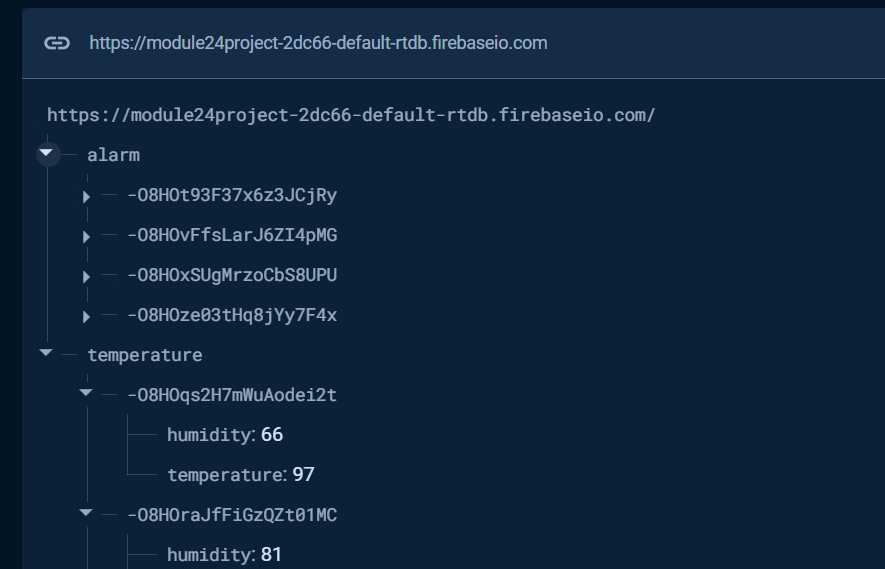 https://module24project-2dc66-default-rtdb.firebaseio.com
https://module24project-2dc66-default-rtdb.firebaseio.com/
alarm
-O8HOt93F37x6z3JCjRy
-O8HOvFfsLarJ6ZI4pMG
-O8HOxSUgMrzoCbS8UPU
-O8HOze03tHq8jYy7F4x
temperature
-O8HOqs2H7mWuAodei2t
humidity: 66
temperature: 97
-O8HOraJfFiGzQZt01MC
humidity: 81